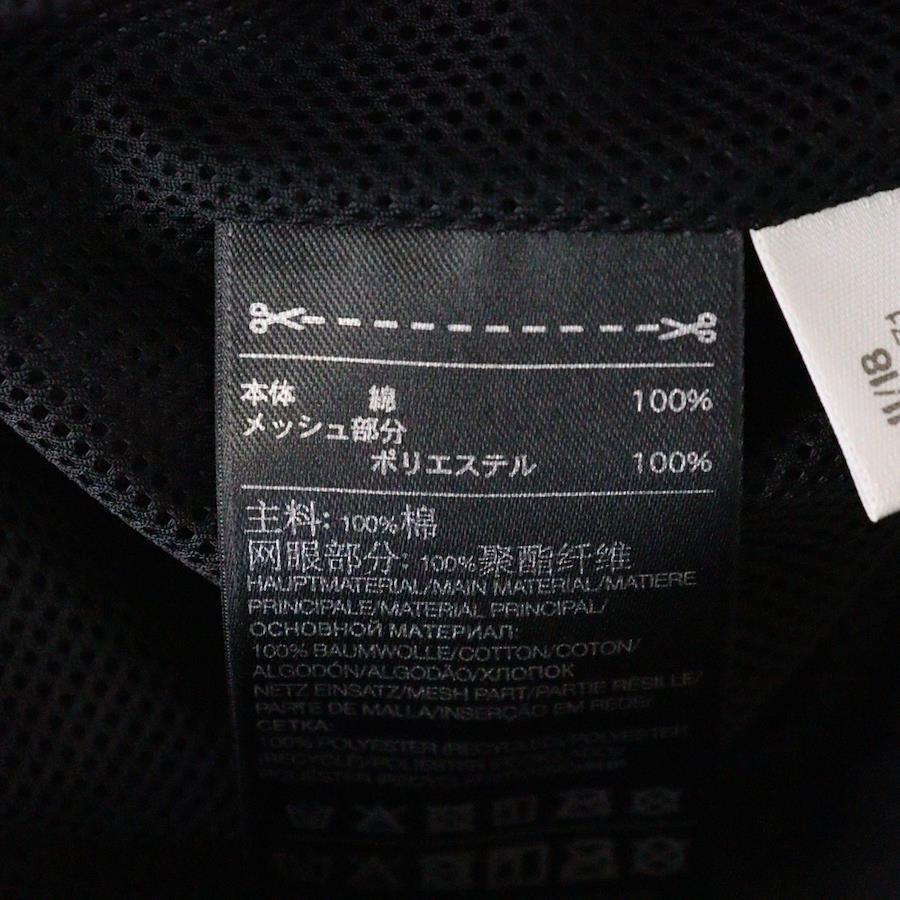 本体 綿 100%
メッシュ部分
ポリエステル 100%
主料: 100%棉
网眼部分: 100%聚酯纤维
HAUPTMATERIAL/MAIN MATERIAL/MATIERE
PRINCIPALE/MATERIAL PRINCIPAL/
ОСНОВНОЙ МАТЕРИАЛ:
100% BAUMWOLLE/COTTON/COTON/
ALGODÓN/ALGODÃO/ХЛОПОК
NETZ EINSATZ/MESH PART/PARTIE RÉSILLE/
PARTE DE MALLA/INSERÇÃO EM REDE/
СЕТКА:
100% POLYESTER (RECYCLED)/POLYESTER
11/18